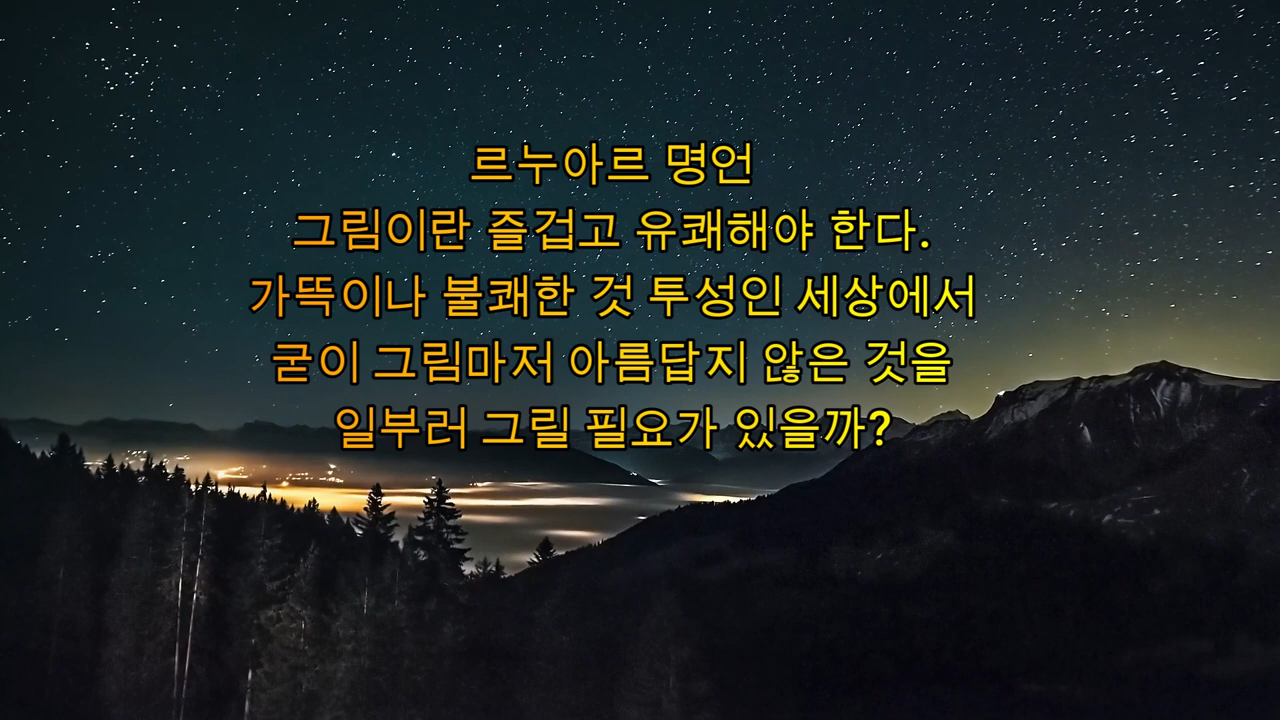 르누아르 명언
그림이란 즐겁고 유쾌해야 한다.
가뜩이나 불쾌한 것 투성인 세상에서
굳이 그림마저 아름답지 않은 것을
일부러 그릴 필요가 있을까?